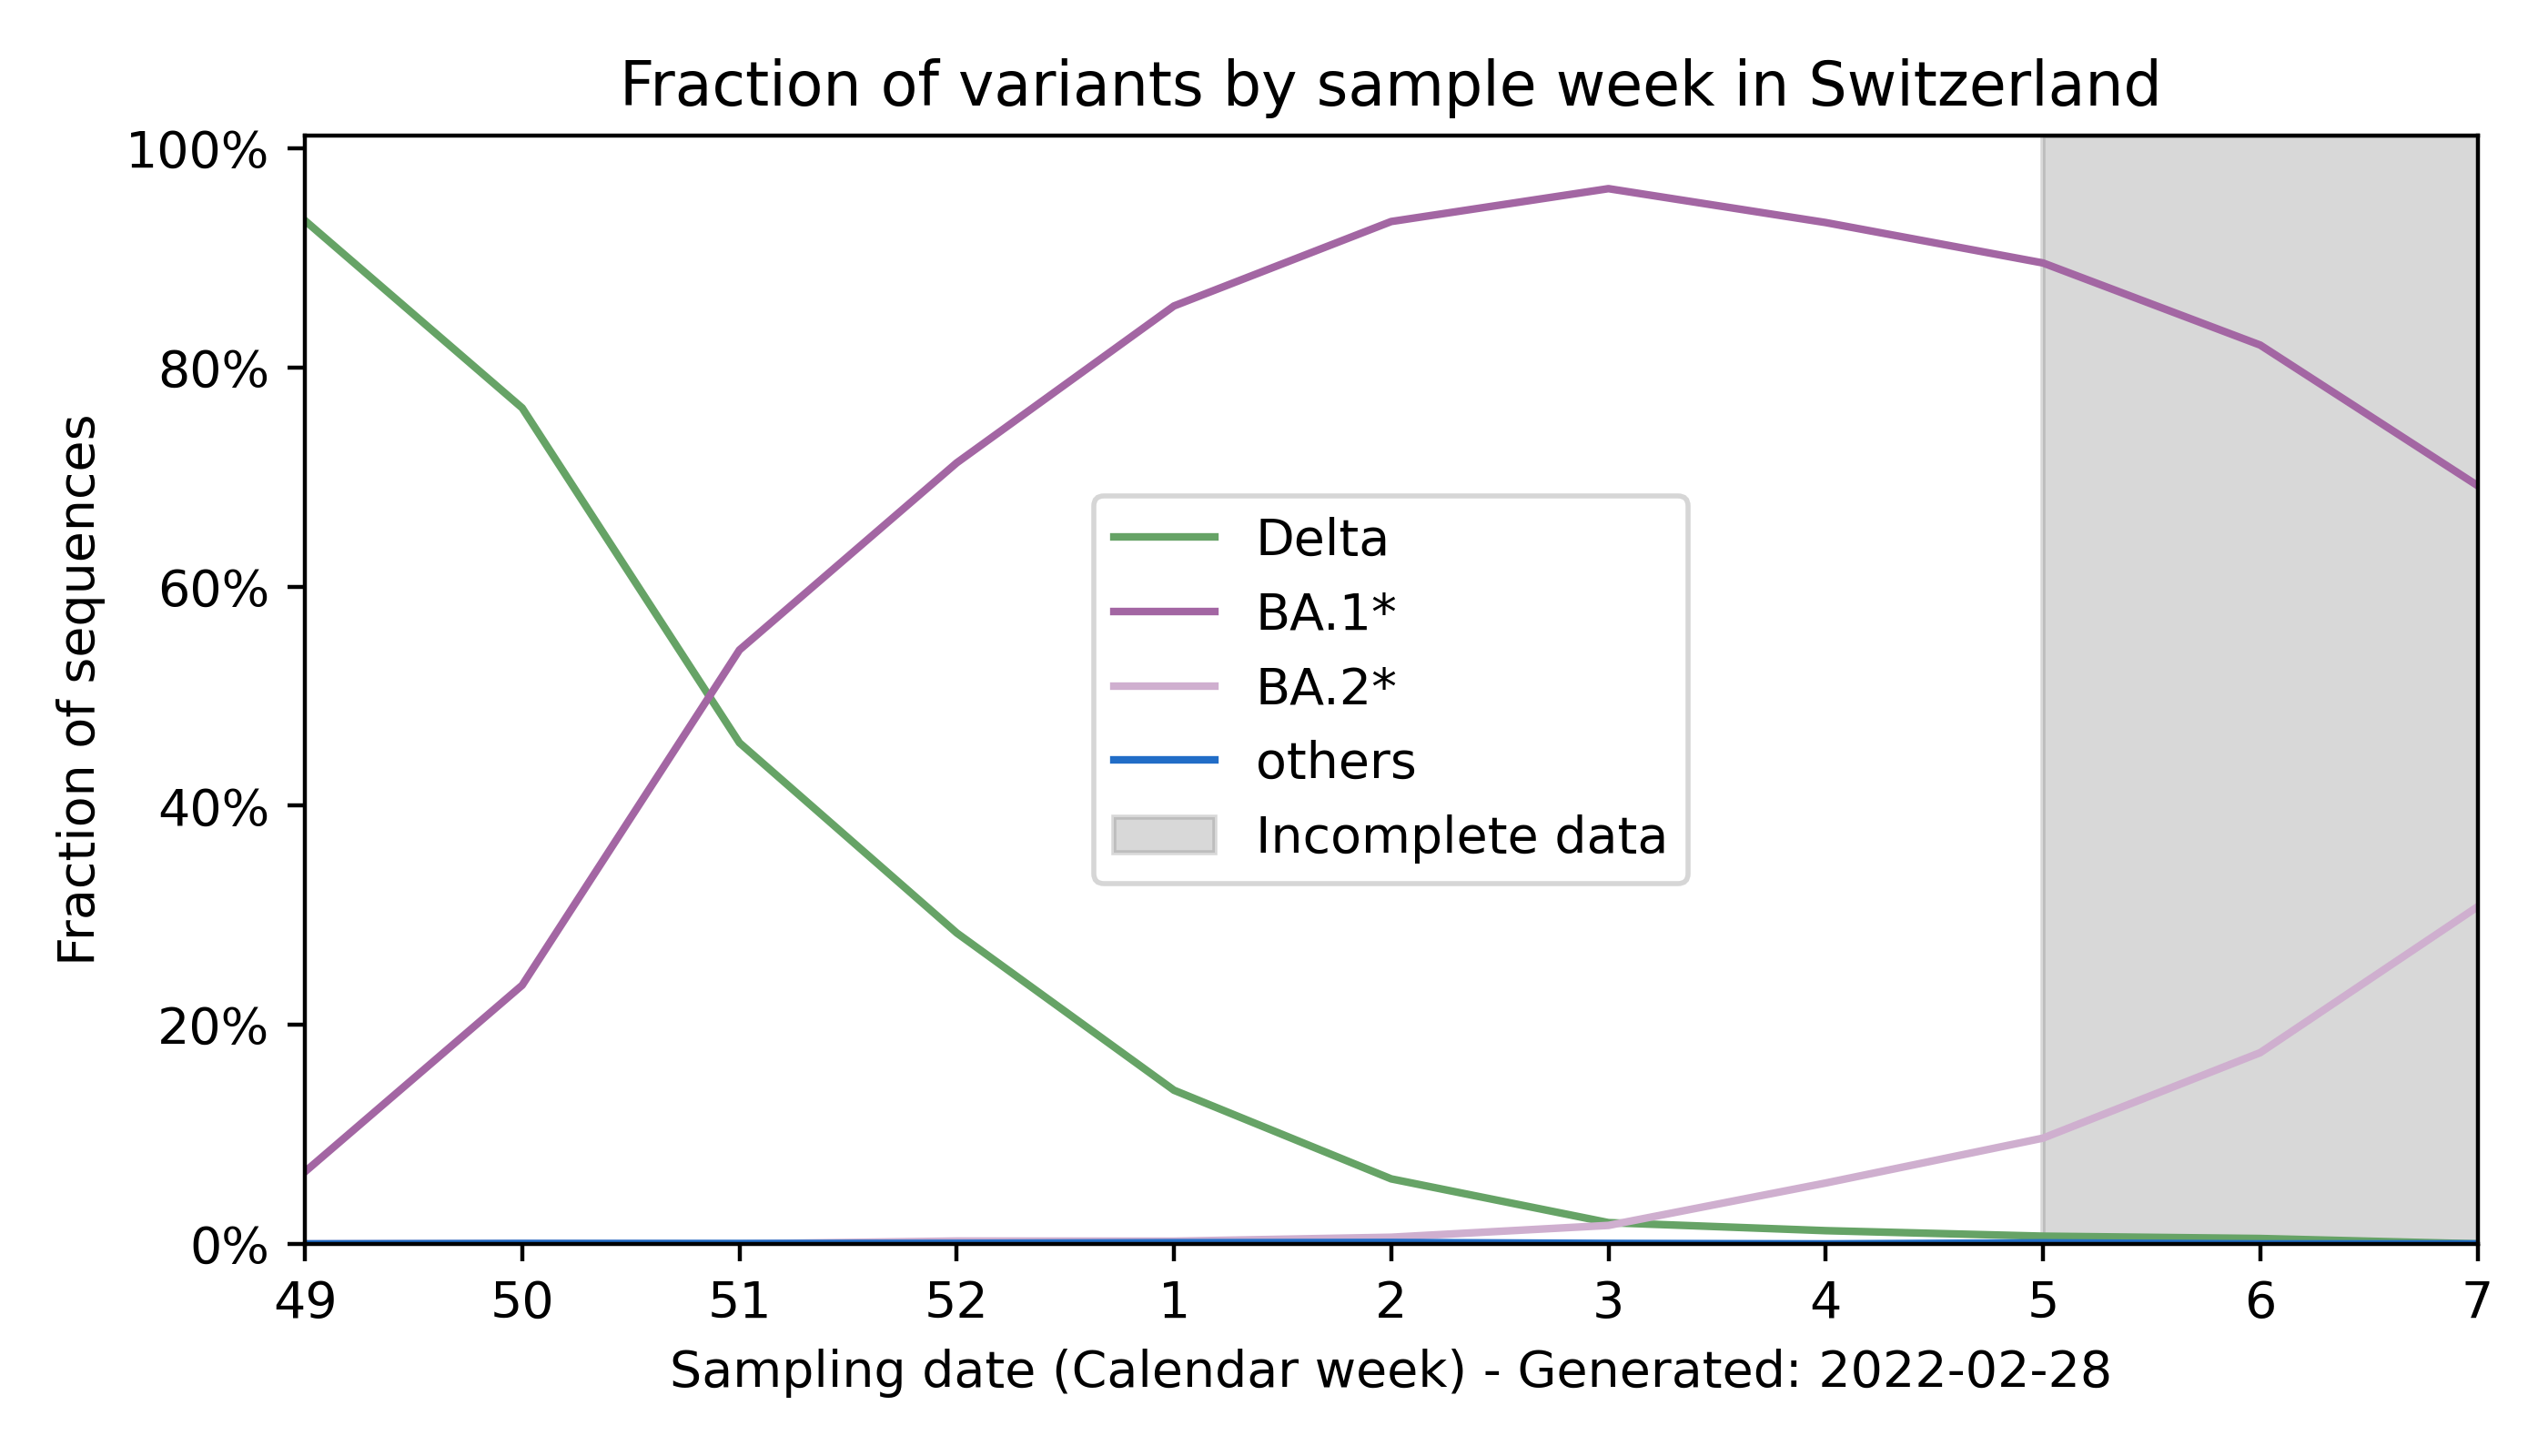 Fraction of variants by sample week in Switzerland
100%
80%
60%
40%
20%
0%
Fraction of sequences
Delta
BA.1*
BA.2*
others
Incomplete data
49 50 51 52 1 2 3 4 5 6 7
Sampling date (Calendar week) - Generated: 2022-02-28